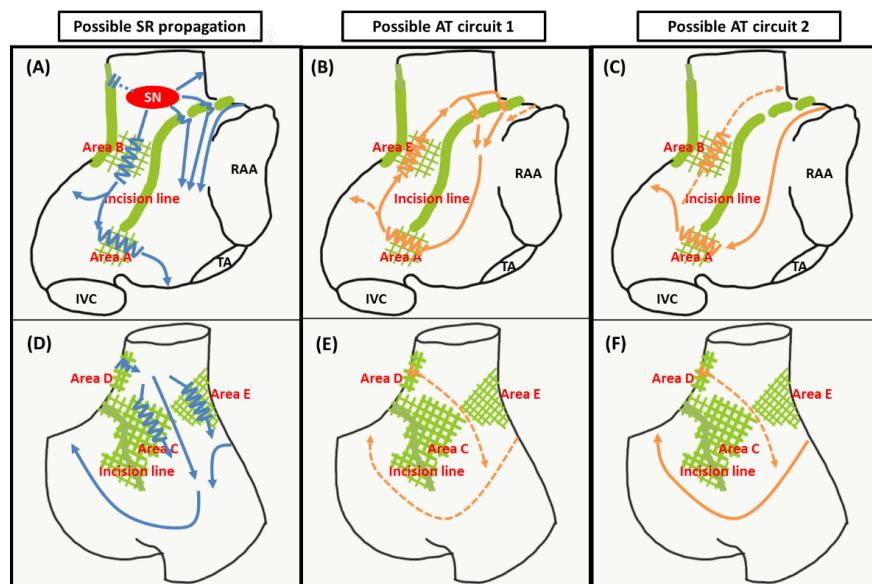 Possible SR propagation
Possible AT circuit 1
Possible AT circuit 2
(A)
SN
Area B
RAA
Incision line
Area A
TA
IVC
(B)
Area B
RAA
Incision line
Area A
TA
IVC
(C)
Area B
RAA
Incision line
Area A
TA
IVC
(D)
Area D
Area E
Area C
Incision line
(E)
Area D
Area E
Area C
Incision line
(F)
Area D
Area E
Area C
Incision line